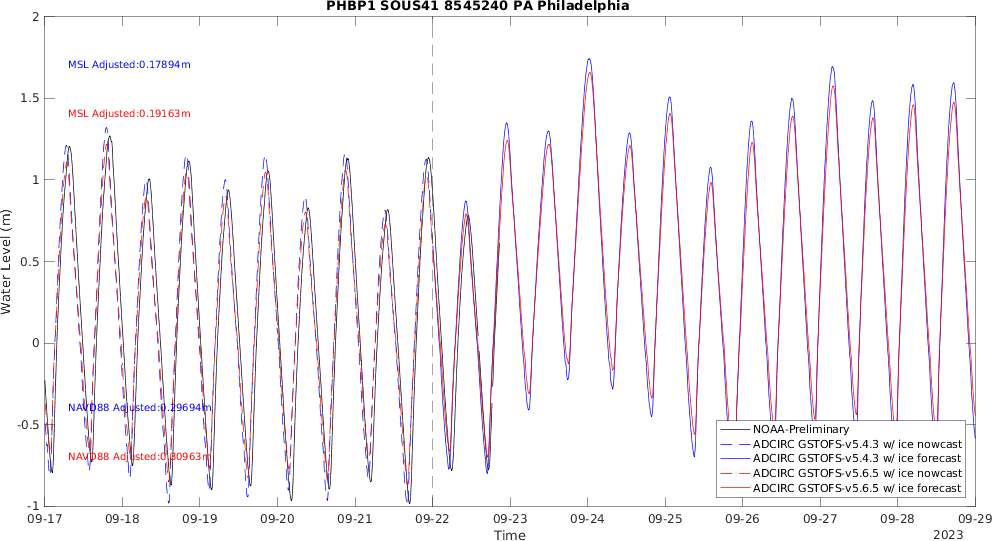 PHBP1 SOUS41 8545240 PA Philadelphia
2
1.5
1
0.5
0
-0.5
-1
Water Level (m)
MSL Adjusted:0.17894m
MSL Adjusted:0.19163m
NAVD88 Adjusted:0.29694m
NAVD88 Adjusted:0.30963m
NOAA-Preliminary
ADCIRC GSTOFS-v5.4.3 w/ ice nowcast
ADCIRC GSTOFS-v5.4.3 w/ ice forecast
ADCIRC GSTOFS-v5.6.5 w/ ice nowcast
ADCIRC GSTOFS-v5.6.5 w/ ice forecast
09-17 09-18 09-19 09-20 09-21 09-22 09-23 09-24 09-25 09-26 09-27 09-28 09-29
Time
2023